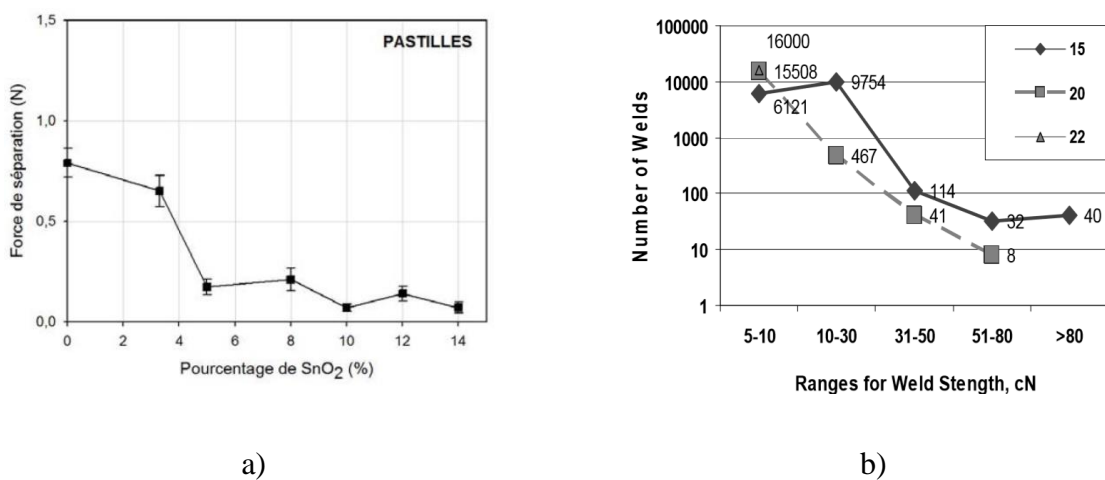 1,5
PASTILLES
1,0
0,5
0,0
Force de séparation (N)
0 2 4 6 8 10 12 14
Pourcentage de SnO2 (%)
a)
100000
10000
1000
100
10
1
Number of Welds
16000
15508
6121
9754
467
114
41
32
8
40
15
20
22
5-10 10-30 31-50 51-80 >80
Ranges for Weld Stength, cN
b)